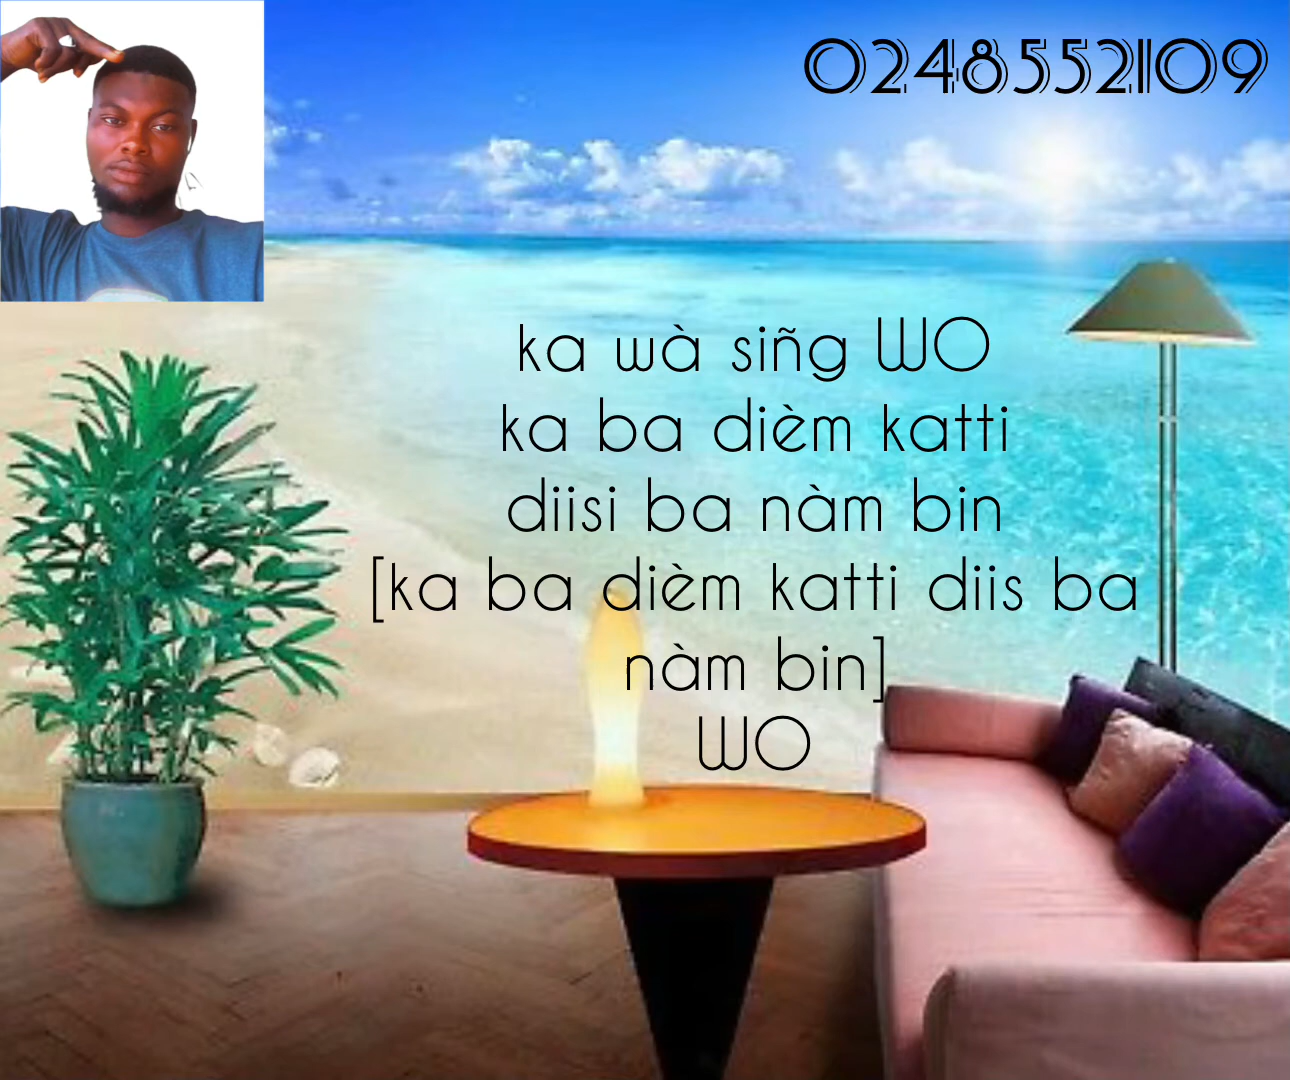 0248552109
ka wà siñg WO
ka ba dièm katti
diisi ba nàm bin
[ka ba dièm katti diis ba
nàm bin]
WO